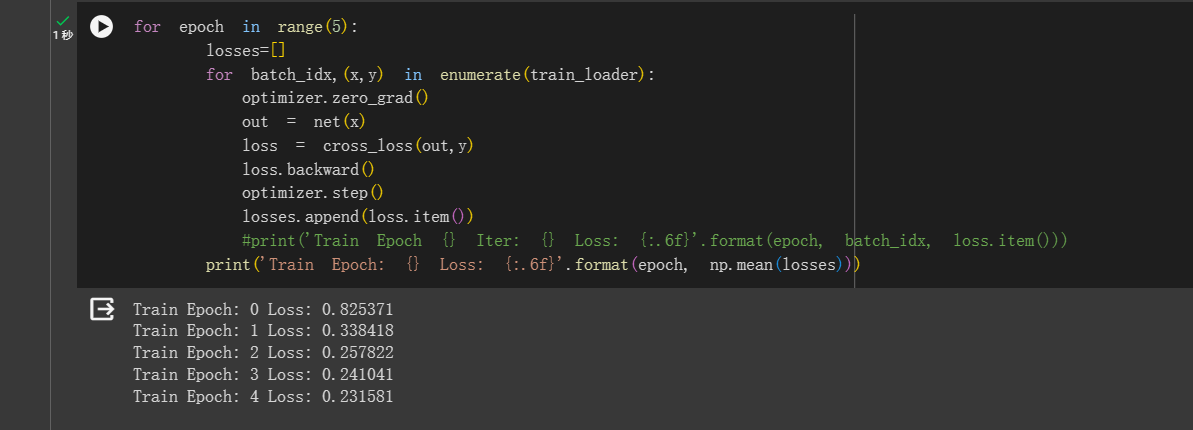 1 秒
for epoch in range(5):
losses=[]
for batch_idx,(x,y) in enumerate(train_loader):
optimizer.zero_grad()
out = net(x)
loss = cross_loss(out,y)
loss.backward()
optimizer.step()
losses.append(loss.item())
#print('Train Epoch {} Iter: {} Loss: {:.6f}'.format(epoch, batch_idx, loss.item()))
print('Train Epoch: {} Loss: {:.6f}'.format(epoch, np.mean(losses)))
Train Epoch: 0 Loss: 0.825371
Train Epoch: 1 Loss: 0.338418
Train Epoch: 2 Loss: 0.257822
Train Epoch: 3 Loss: 0.241041
Train Epoch: 4 Loss: 0.231581